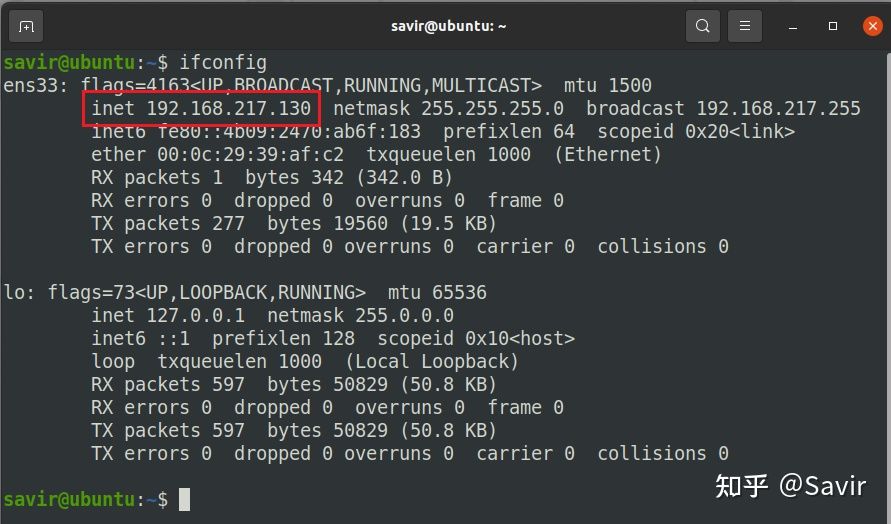 savir@ubuntu: ~
savir@ubuntu:~$ ifconfig
ens33: flags=4163<UP,BROADCAST,RUNNING,MULTICAST>  mtu 1500
        inet 192.168.217.130  netmask 255.255.255.0  broadcast 192.168.217.255
        inet6 fe80::4b09:2470:ab6f:183  prefixlen 64  scopeid 0x20<link>
        ether 00:0c:29:39:af:c2  txqueuelen 1000  (Ethernet)
        RX packets 1  bytes 342 (342.0 B)
        RX errors 0  dropped 0  overruns 0  frame 0
        TX packets 277  bytes 19560 (19.5 KB)
        TX errors 0  dropped 0 overruns 0  carrier 0  collisions 0
lo: flags=73<UP,LOOPBACK,RUNNING>  mtu 65536
        inet 127.0.0.1  netmask 255.0.0.0
        inet6 ::1  prefixlen 128  scopeid 0x10<host>
        loop  txqueuelen 1000  (Local Loopback)
        RX packets 597  bytes 50829 (50.8 KB)
        RX errors 0  dropped 0  overruns 0  frame 0
        TX packets 597  bytes 50829 (50.8 KB)
        TX errors 0  dropped 0 overruns 0  carrier 0  collisions 0
savir@ubuntu:~$
知乎 @Savir